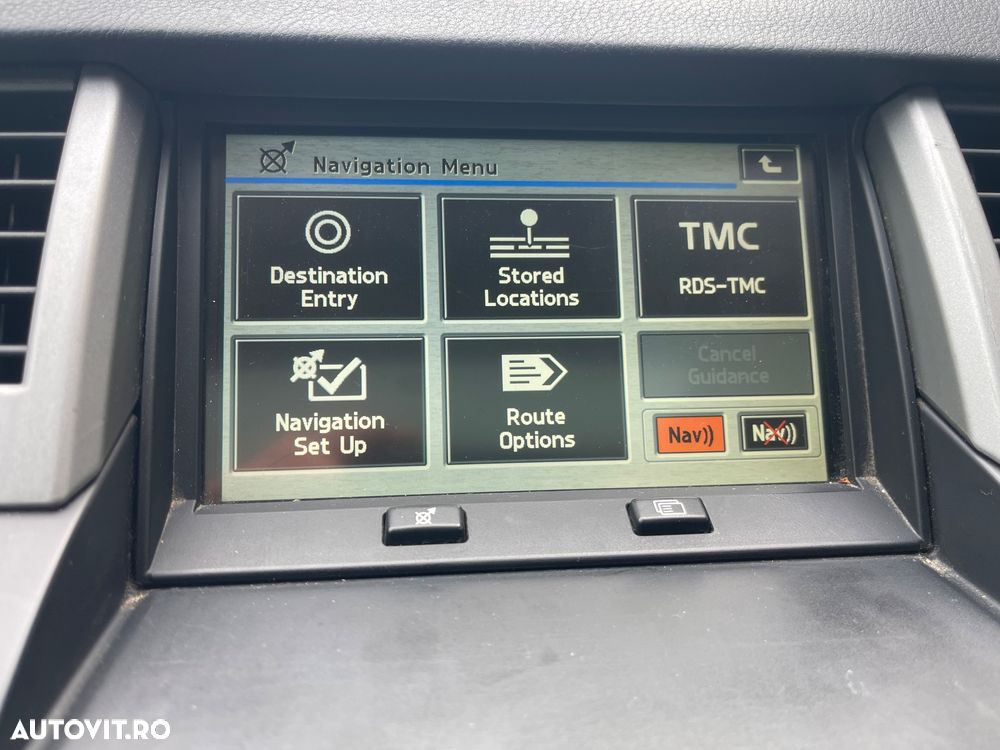 Navigation Menu
Destination
Entry
Stored
Locations
TMC
RDS-TMC
Navigation
Set Up
Route
Options
Cancel
Guidance
Nav))
Nav))
AUTOVIT.RO